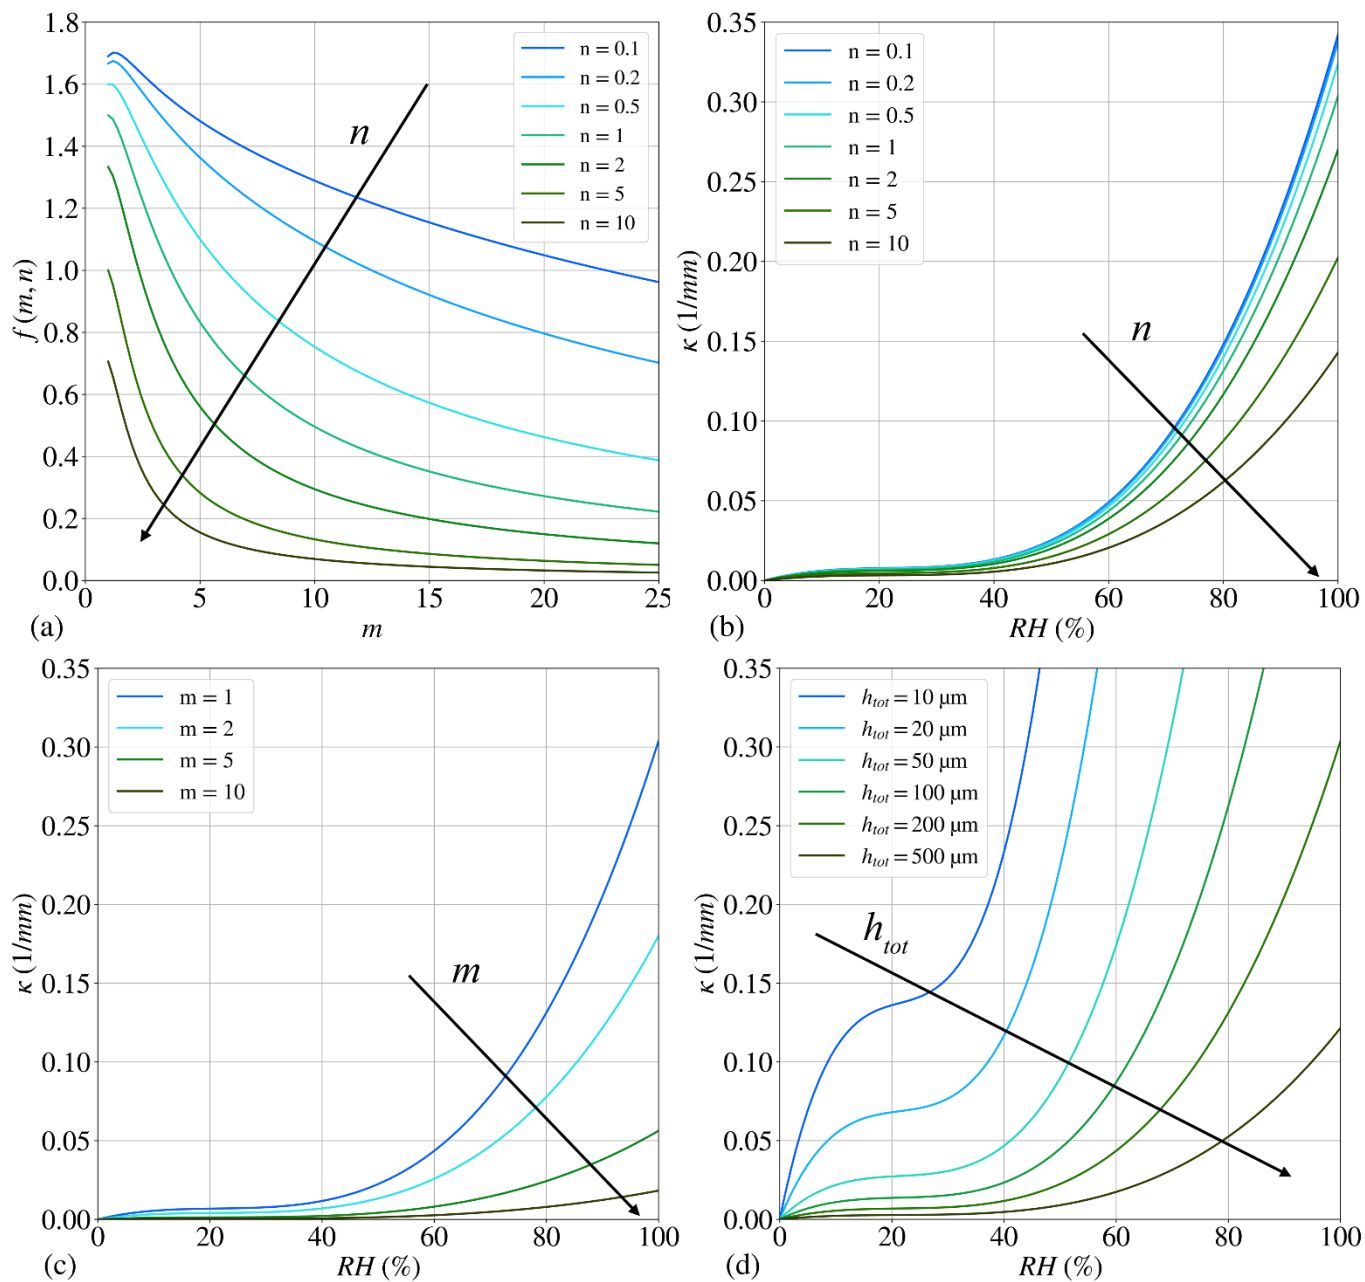 1.8
1.6
1.4
1.2
1.0
0.8
0.6
0.4
0.2
0.0
f (m, n)
n
n = 0.1
n = 0.2
n = 0.5
n = 1
n = 2
n = 5
n = 10
0 5 10 15 20 25
(a)
m
0.35
0.30
0.25
0.20
0.15
0.10
0.05
0.00
κ (1/mm)
n = 0.1
n = 0.2
n = 0.5
n = 1
n = 2
n = 5
n = 10
n
0 20 40 60 80 100
(b)
RH (%)
0.35
0.30
0.25
0.20
0.15
0.10
0.05
0.00
κ (1/mm)
m = 1
m = 2
m = 5
m = 10
m
0 20 40 60 80 100
(c)
RH (%)
0.35
0.30
0.25
0.20
0.15
0.10
0.05
0.00
κ (1/mm)
htot = 10 µm
htot = 20 µm
htot = 50 µm
htot = 100 µm
htot = 200 µm
htot = 500 µm
htot
0 20 40 60 80 100
(d)
RH (%)